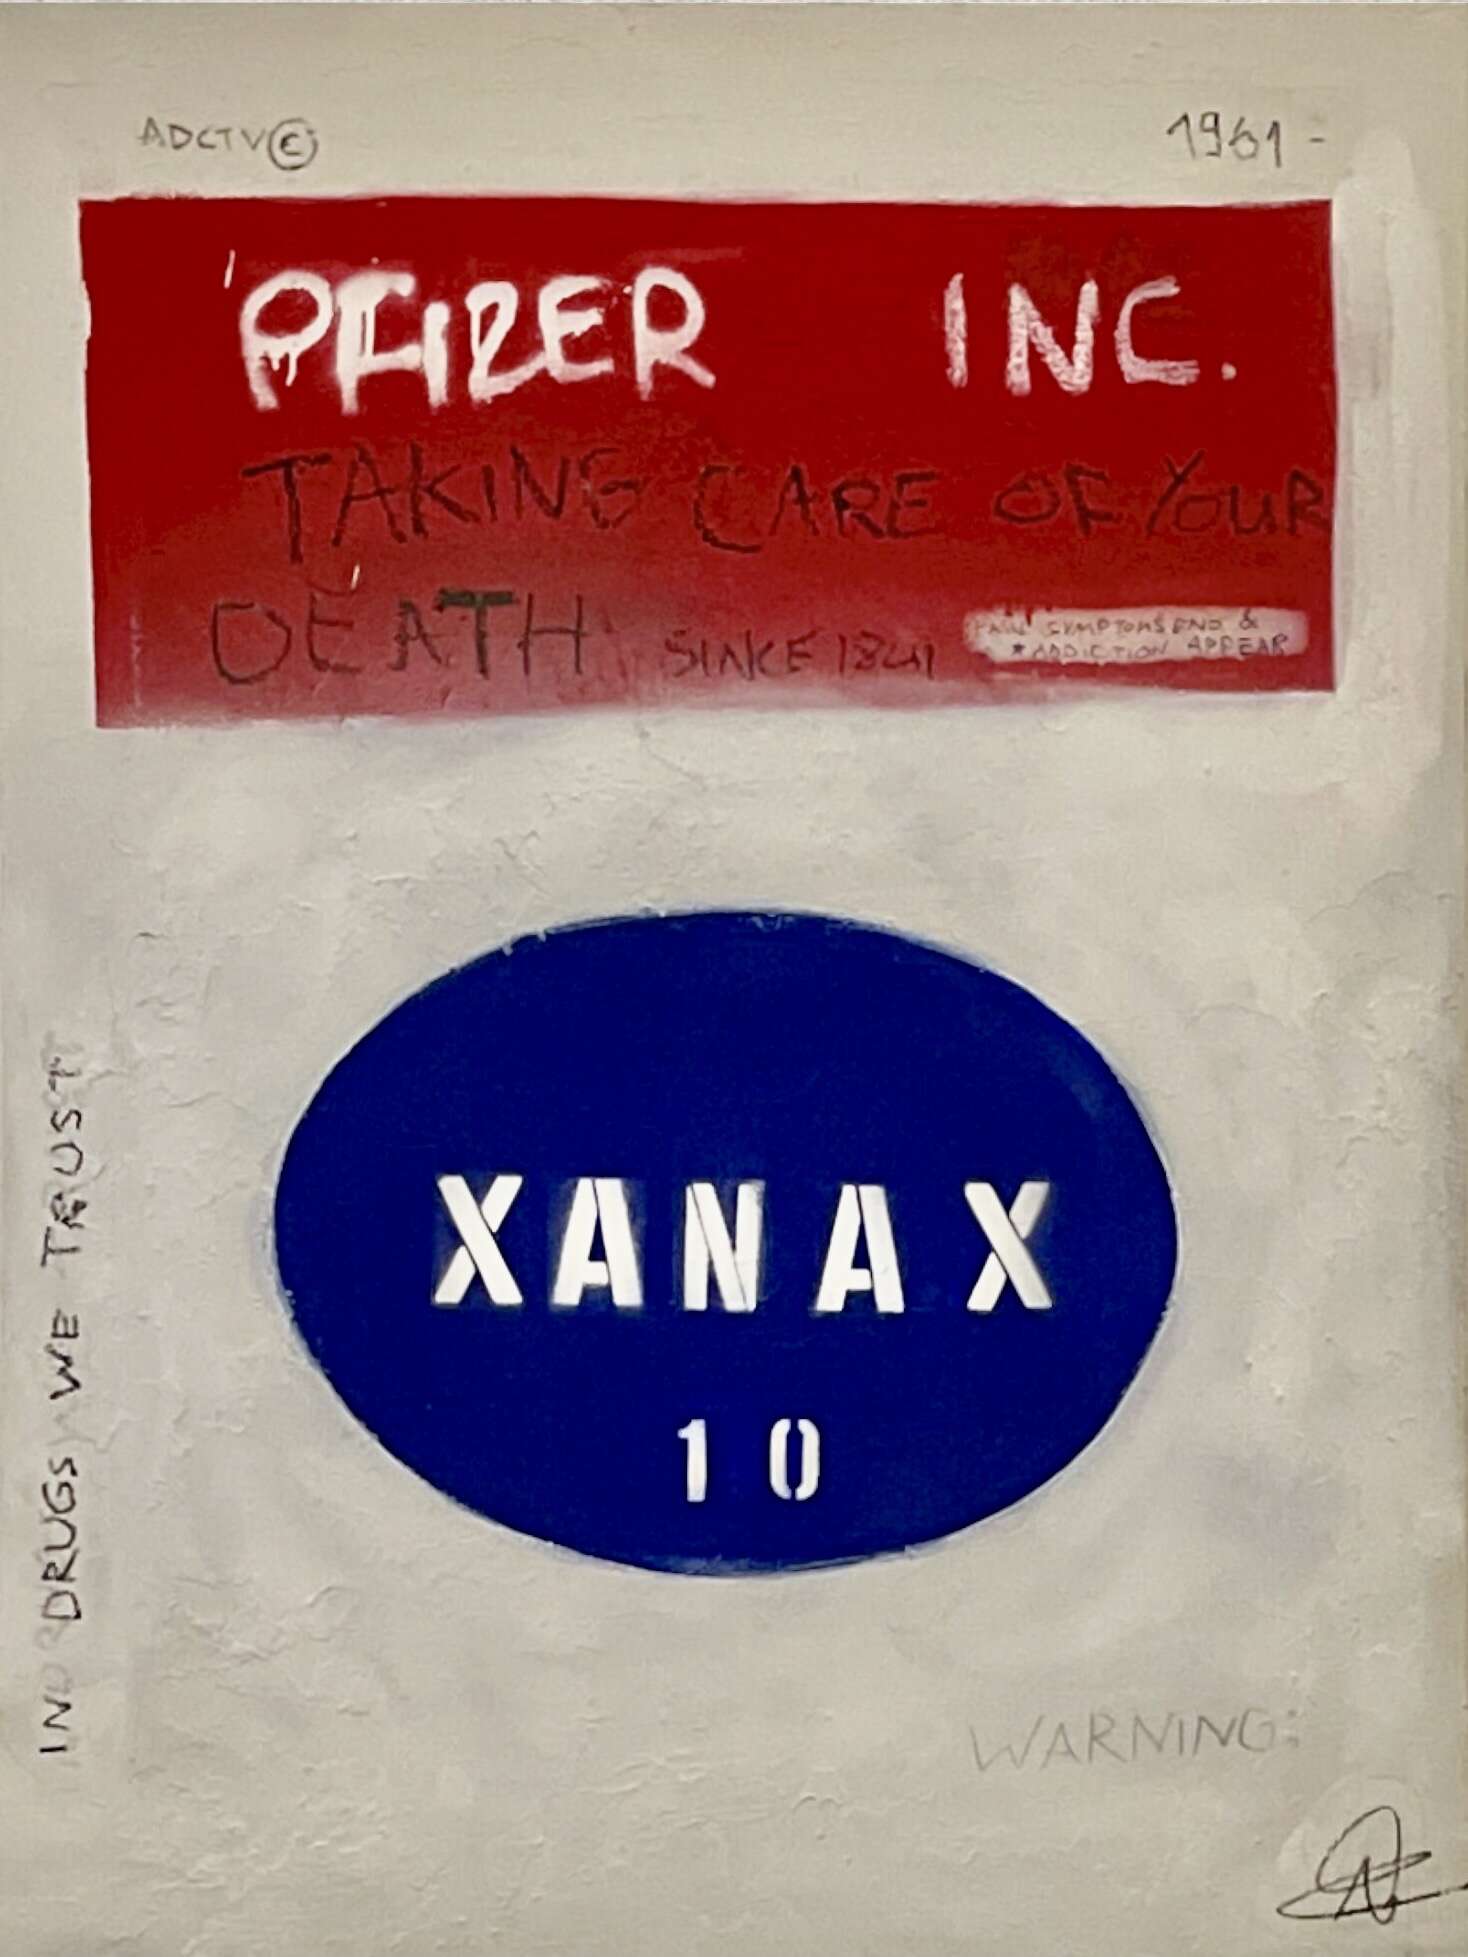 ADCTV©
1961 -
PFIZER INC.
TAKING CARE OF YOUR
DEATH SINCE 1841
SYMPTOMS END &
* ADDICTION APPEAR
XANAX
10
IN DRUGS WE TRUST
WARNING: